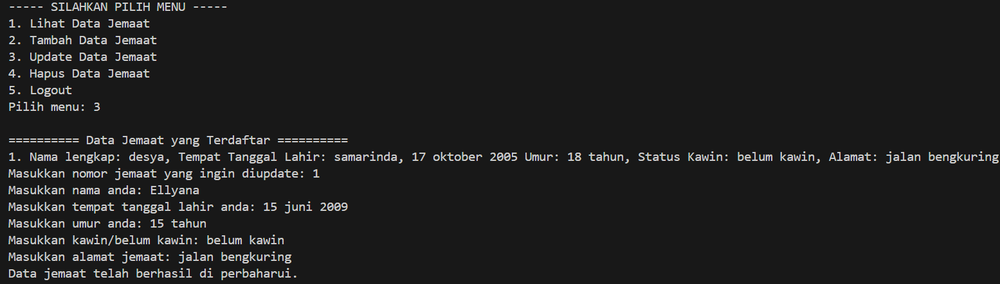 ----- SILAHKAN PILIH MENU -----
1. Lihat Data Jemaat
2. Tambah Data Jemaat
3. Update Data Jemaat
4. Hapus Data Jemaat
5. Logout
Pilih menu: 3
========== Data Jemaat yang Terdaftar ==========
1. Nama lengkap: desya, Tempat Tanggal Lahir: samarinda, 17 oktober 2005 Umur: 18 tahun, Status Kawin: belum kawin, Alamat: jalan bengkuring
Masukkan nomor jemaat yang ingin diupdate: 1
Masukkan nama anda: Ellyana
Masukkan tempat tanggal lahir anda: 15 juni 2009
Masukkan umur anda: 15 tahun
Masukkan kawin/belum kawin: belum kawin
Masukkan alamat jemaat: jalan bengkuring
Data jemaat telah berhasil di perbaharui.